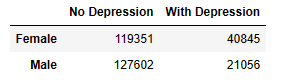 No Depression With Depression
Female 119351 40845
Male 127602 21056